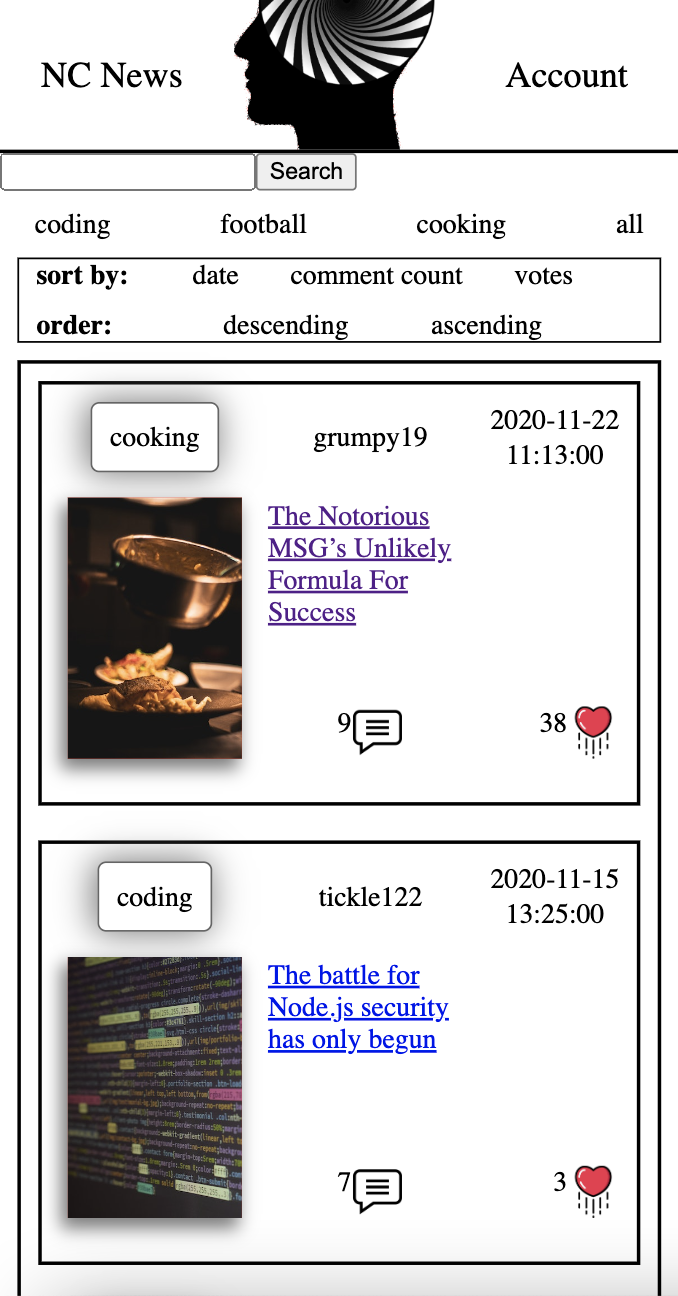 NC News Account
Search
coding football cooking all
sort by: date comment count votes
order: descending ascending
cooking grumpy19 2020-11-22
11:13:00
The Notorious
MSG’s Unlikely
Formula For
Success
9 38
coding tickle122 2020-11-15
13:25:00
The battle for
Node.js security
has only begun
7 3